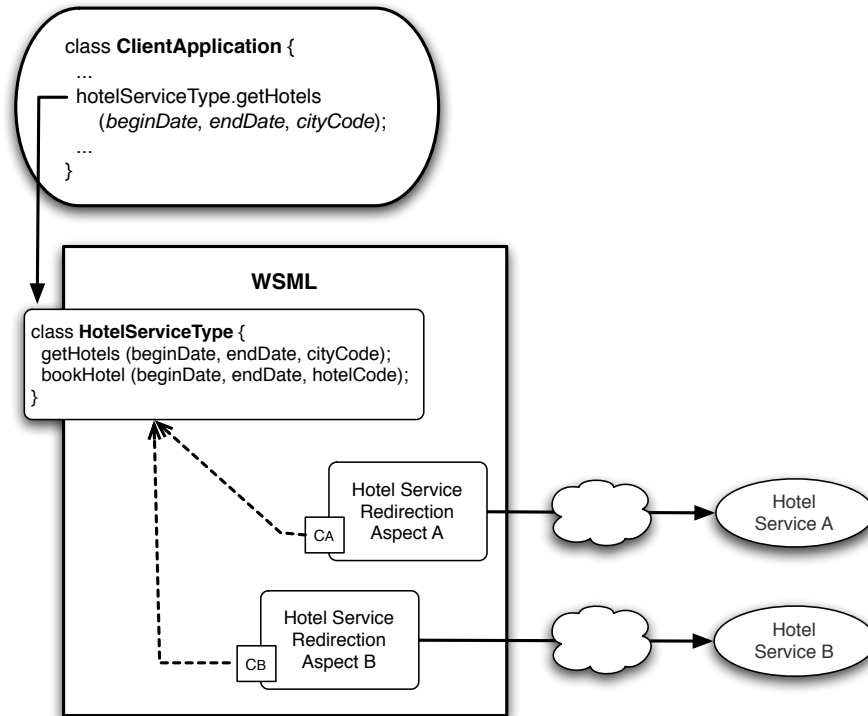 class ClientApplication {
...
hotelServiceType.getHotels
(beginDate, endDate, cityCode);
...
}
WSML
class HotelServiceType {
getHotels (beginDate, endDate, cityCode);
bookHotel (beginDate, endDate, hotelCode);
}
Hotel Service
Redirection
Aspect A
CA
Hotel
Service A
Hotel Service
Redirection
Aspect B
CB
Hotel
Service B